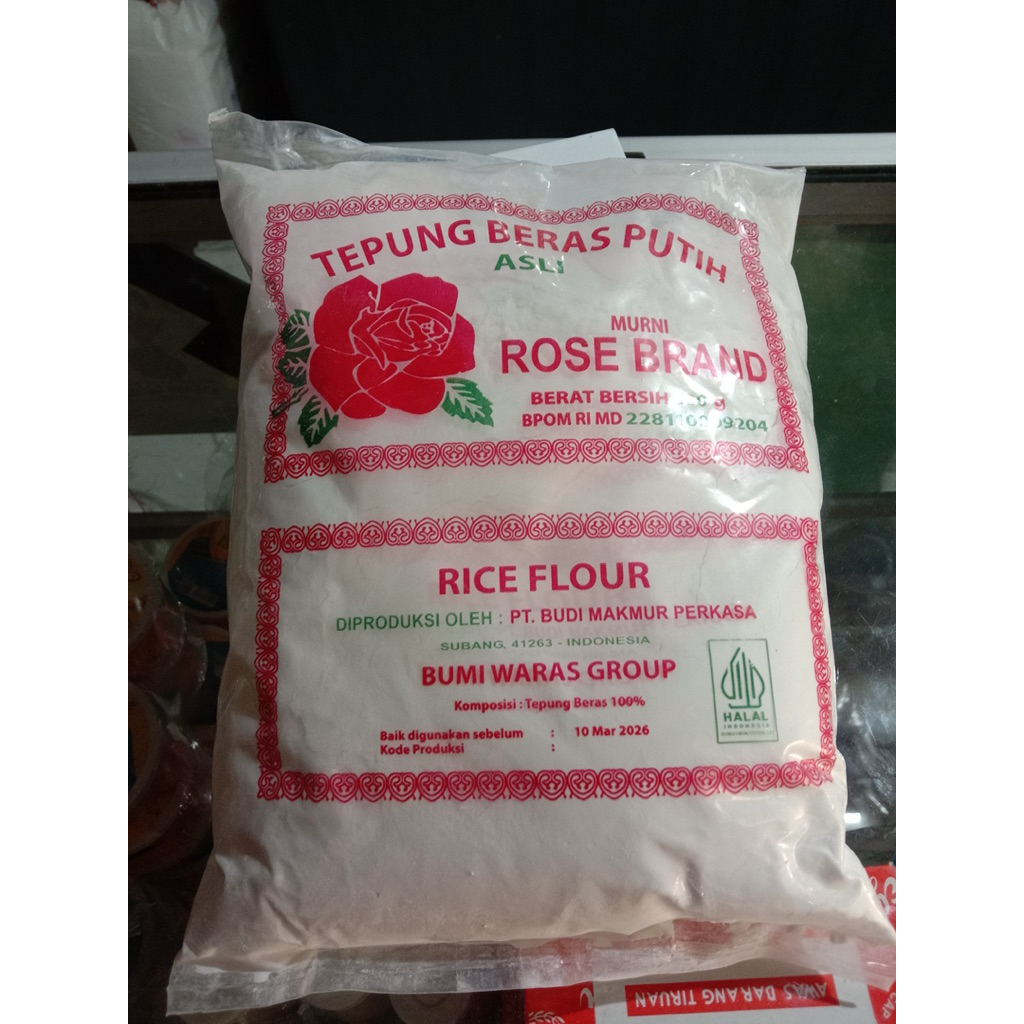 TEPUNG BERAS PUTIH
ASLI
MURNI
ROSE BRAND
BERAT BERSIH g
BPOM RI MD
RICE FLOUR
DIPRODUKSI OLEH : PT. BUDI MAKMUR PERKASA
SUBANG, 41263 - INDONESIA
BUMI WARAS GROUP
Komposisi : Tepung Beras 100%
Baik digunakan sebelum : 10 Mar 2026
Kode Produksi :
HALAL
INDONESIA
AWAS BARANG TIRUAN
CAP